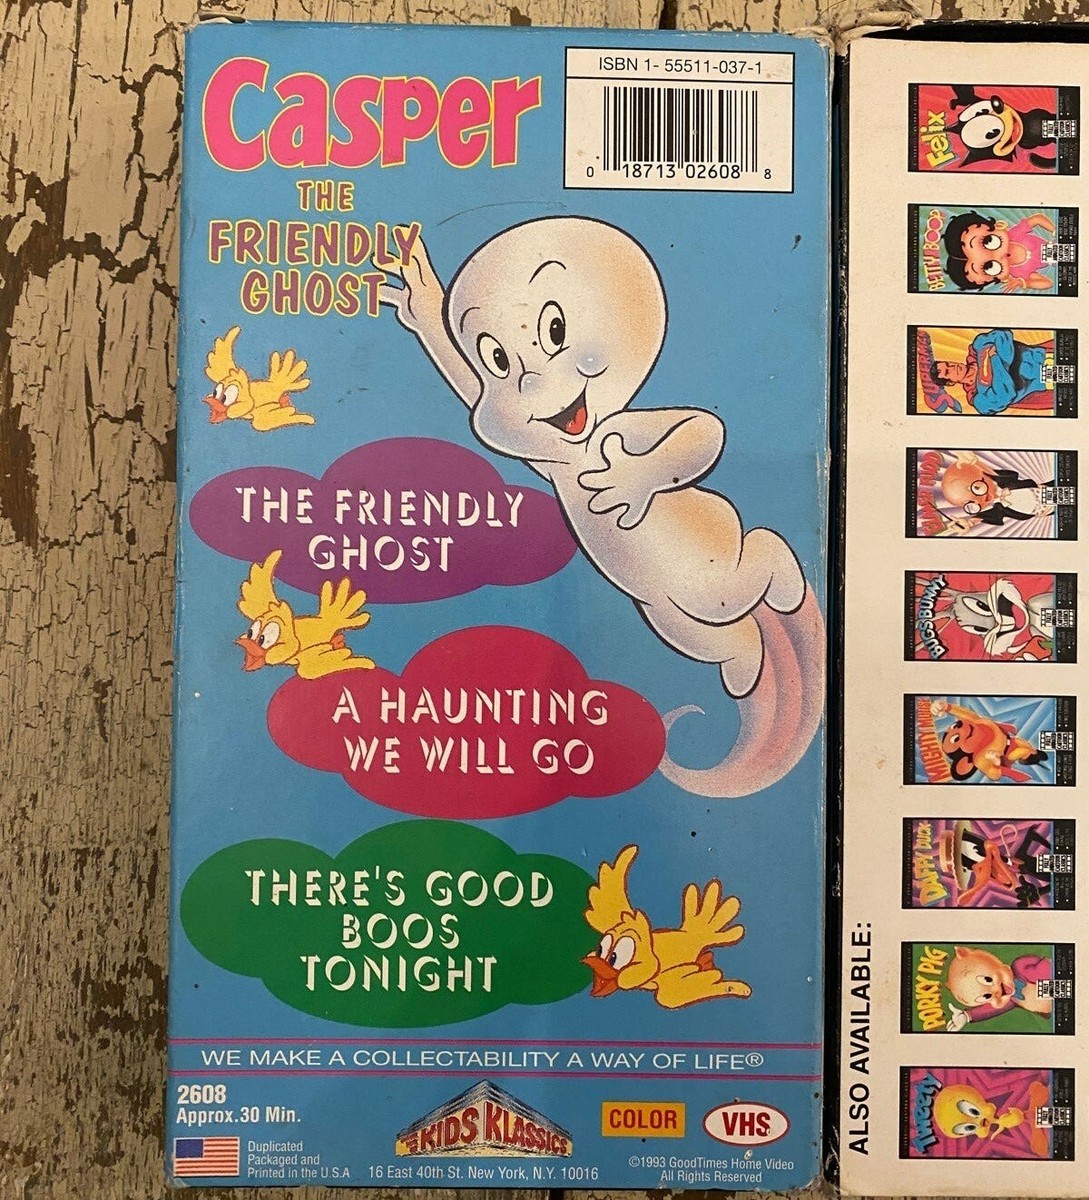 Casper
THE
FRIENDLY
GHOST
ISBN 1- 55511-037-1
0 18713 02608 8
THE FRIENDLY
GHOST
A HAUNTING
WE WILL GO
THERE'S GOOD
BOOS
TONIGHT
WE MAKE A COLLECTABILITY A WAY OF LIFE®
2608
Approx.30 Min.
Duplicated
Packaged and
Printed in the U.S.A
KIDS KLASSICS
16 East 40th St. New York, N.Y. 10016
COLOR
VHS
©1993 GoodTimes Home Video
All Rights Reserved
ALSO AVAILABLE:
Felix
BETTY BOOP
SUPERMAN
BUGS BUNNY
MIGHTY MOUSE
DAFFY DUCK
PORKY PIG
Tweety